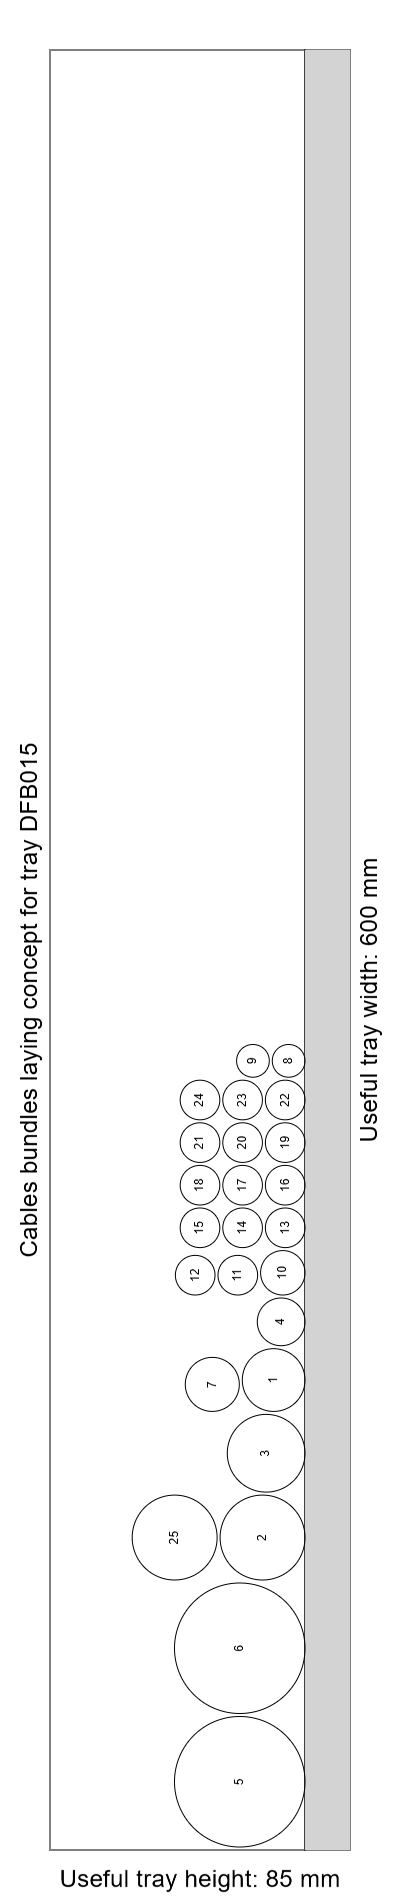 Cables bundles laying concept for tray DFB015
Useful tray width: 600 mm
9 8
24 23 22
21 20 19
18 17 16
15 14 13
12 11 10
4
7 1
3
25 2
6
5
Useful tray height: 85 mm